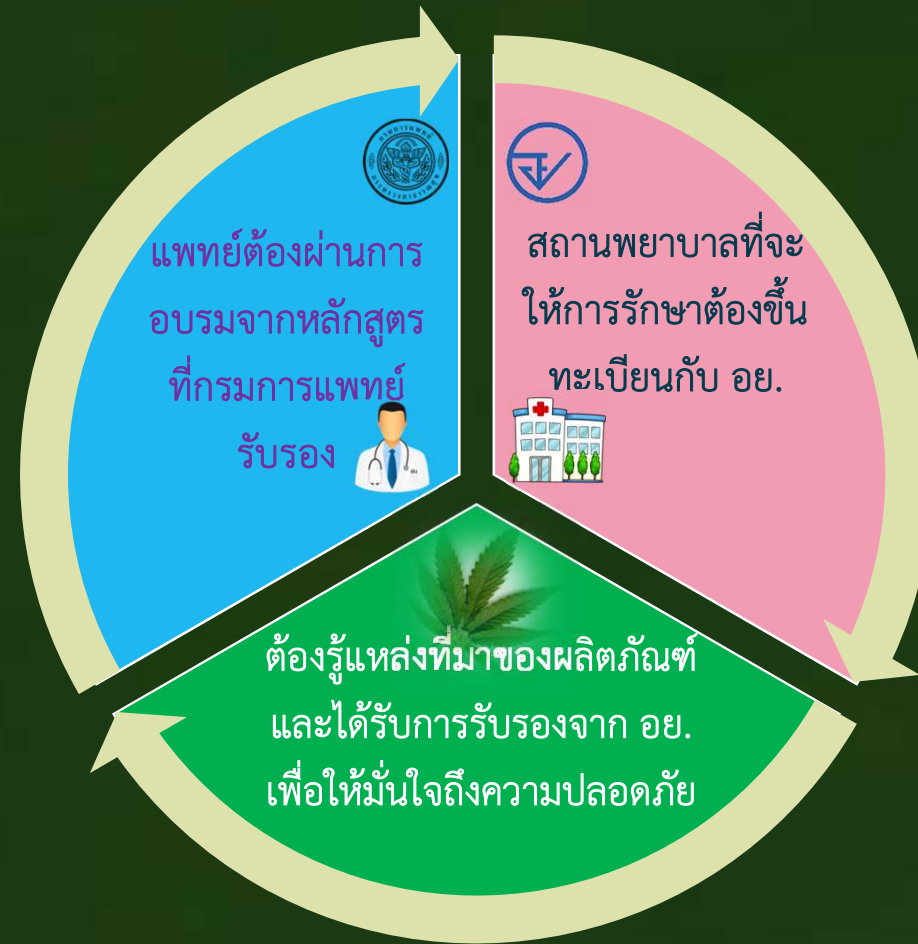 แพทย์ต้องผ่านการ
อบรมจากหลักสูตร
ที่กรมการแพทย์
รับรอง
สถานพยาบาลที่จะ
ให้การรักษาต้องขึ้น
ทะเบียนกับ อย.
ต้องรู้แหล่งที่มาของผลิตภัณฑ์
และได้รับการรับรองจาก อย.
เพื่อให้มั่นใจถึงความปลอดภัย